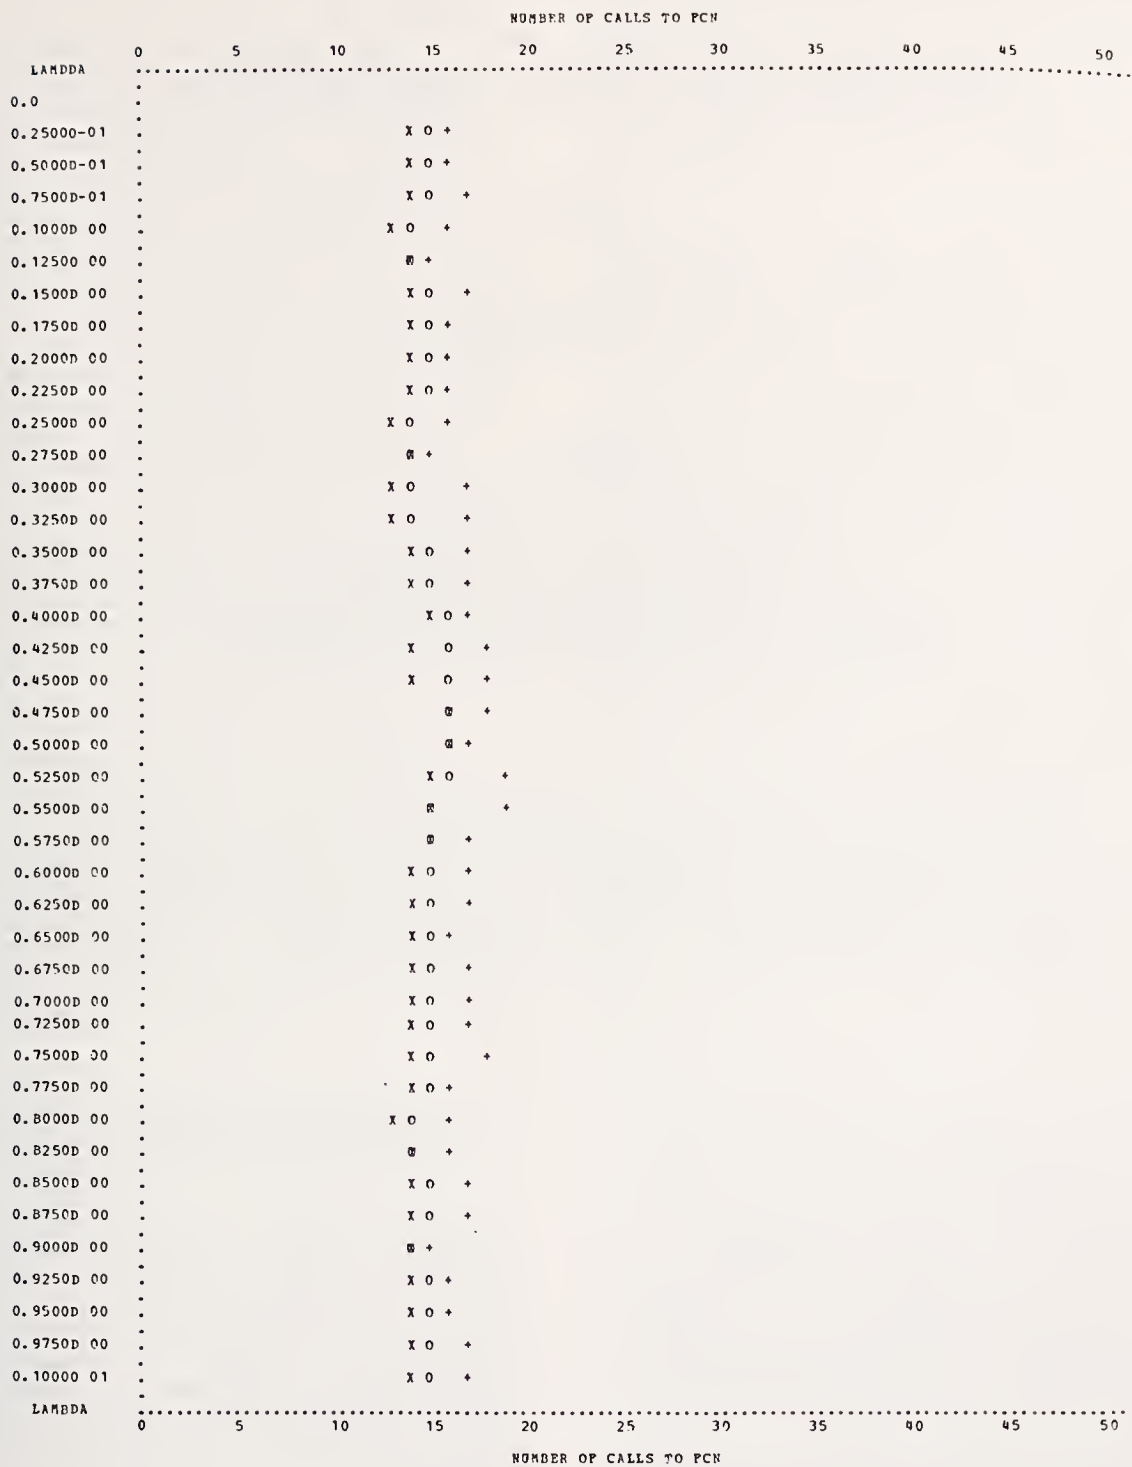 NUMBER OF CALLS TO FCN
0 5 10 15 20 25 30 35 40 45 50
LAMBDA
0.0
0.2500D-01 X O +
0.5000D-01 X O +
0.7500D-01 X O +
0.1000D 00 X O +
0.1250D 00 +
0.1500D 00 X O +
0.1750D 00 X O +
0.2000D 00 X O +
0.2250D 00 X O +
0.2500D 00 X O +
0.2750D 00 +
0.3000D 00 X O +
0.3250D 00 X O +
0.3500D 00 X O +
0.3750D 00 X O +
0.4000D 00 X O +
0.4250D 00 X O +
0.4500D 00 X O +
0.4750D 00 +
0.5000D 00 +
0.5250D 00 X O +
0.5500D 00 +
0.5750D 00 +
0.6000D 00 X O +
0.6250D 00 X O +
0.6500D 00 X O +
0.6750D 00 X O +
0.7000D 00 X O +
0.7250D 00 X O +
0.7500D 00 X O +
0.7750D 00 X O +
0.8000D 00 X O +
0.8250D 00 +
0.8500D 00 X O +
0.8750D 00 X O +
0.9000D 00 +
0.9250D 00 X O +
0.9500D 00 X O +
0.9750D 00 X O +
0.1000D 01 X O +
LAMBDA
0 5 10 15 20 25 30 35 40 45 50
NUMBER OF CALLS TO FCN